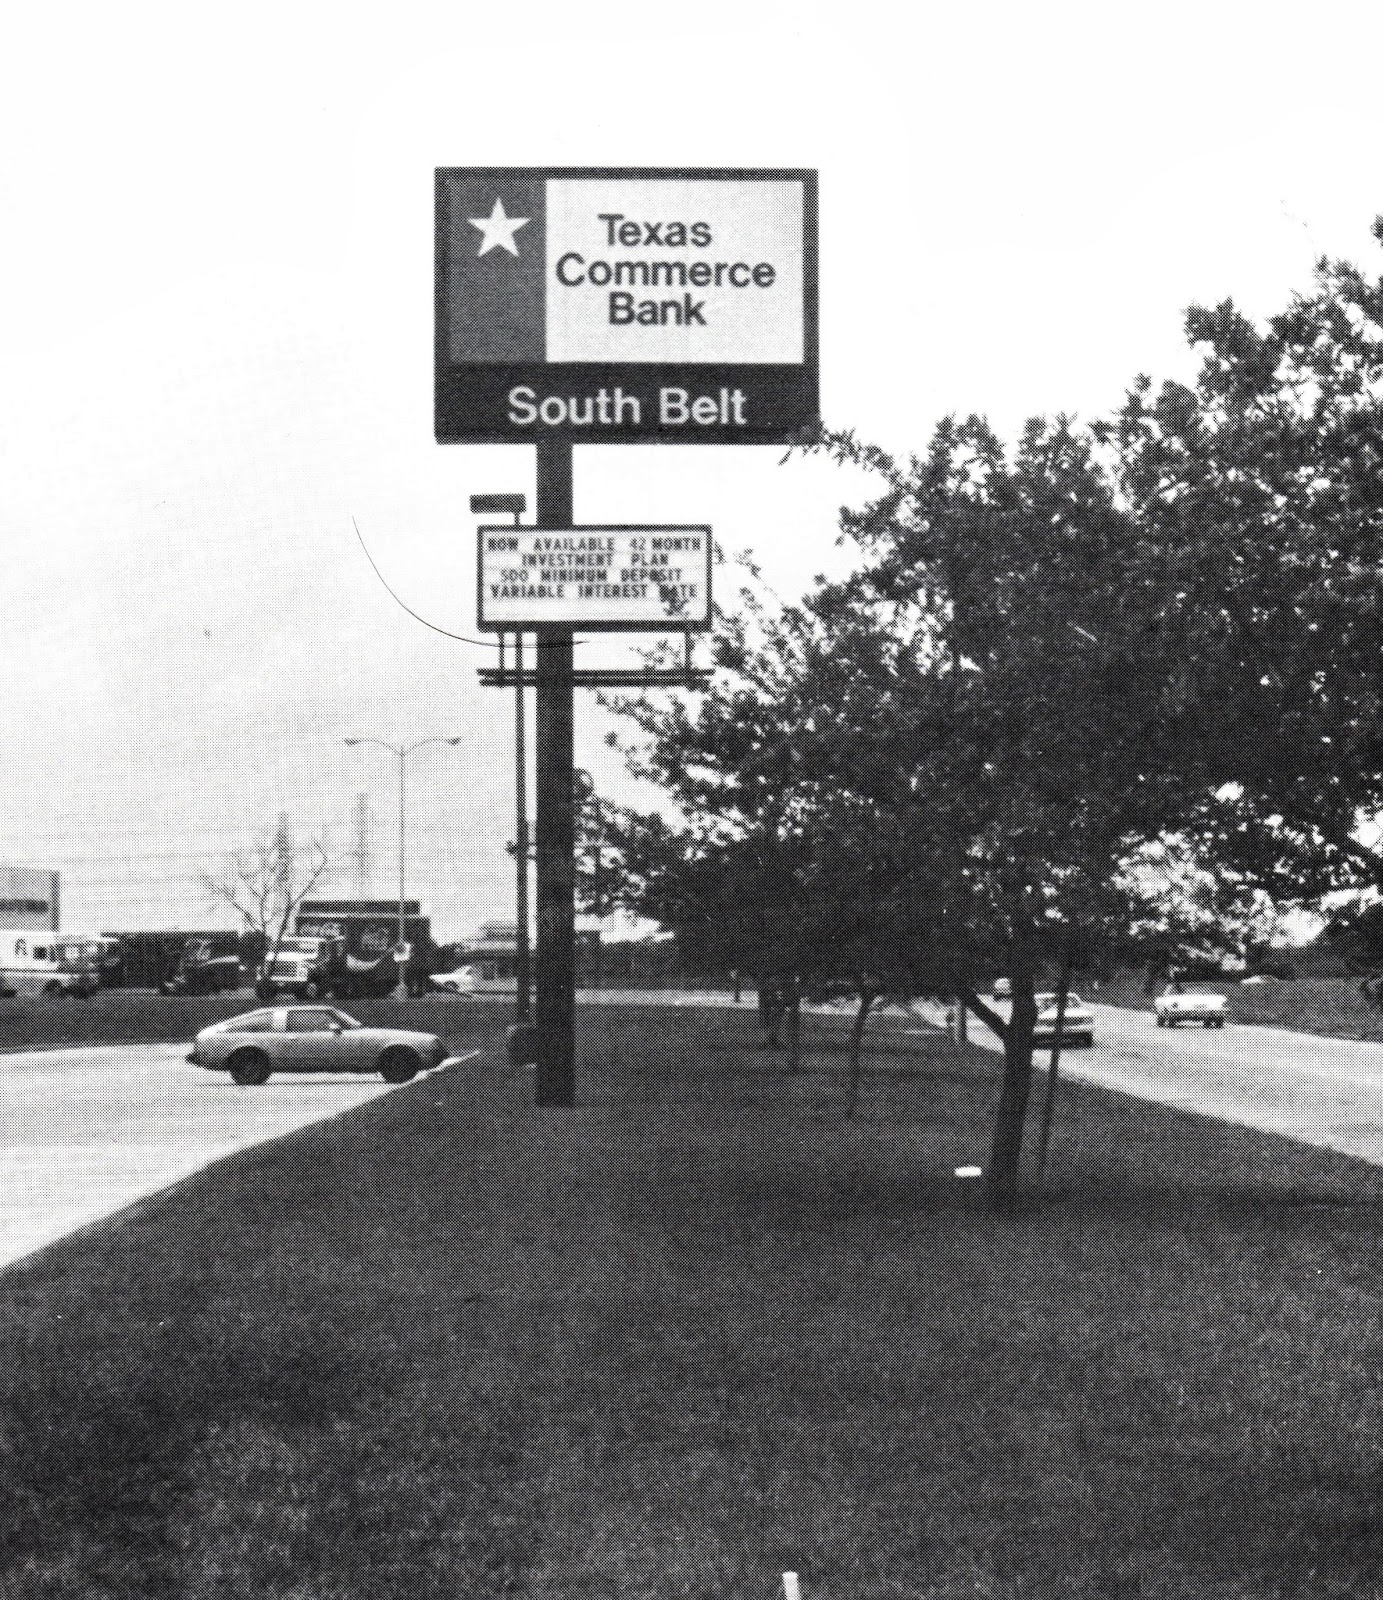 Texas
Commerce
Bank
South Belt
NOW AVAILABLE 42 MONTH
INVESTMENT PLAN
500 MINIMUM DEPOSIT
VARIABLE INTEREST RATE